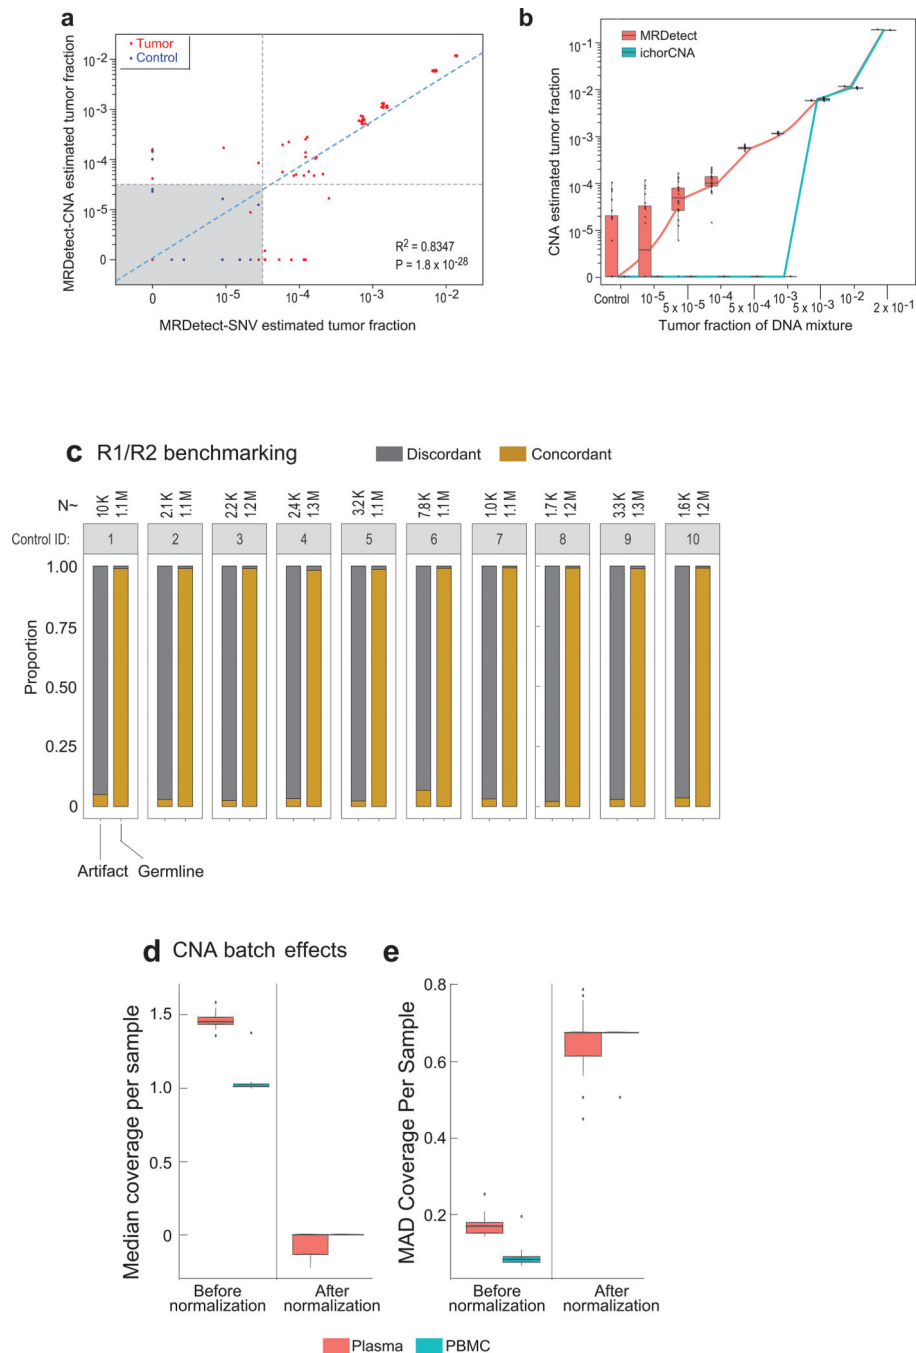 a
Tumor
Control
MRDetect-CNA estimated tumor fraction
10-2
10-3
10-4
10-5
0
R2 = 0.8347
P = 1.8 x 10-28
0
10-5
10-4
10-3
10-2
MRDetect-SNV estimated tumor fraction
b
MRDetect
ichorCNA
CNA estimated tumor fraction
10-1
10-2
10-3
10-4
10-5
0
Control 10-5 10-4 10-3 10-2
5 x 10-5 5 x 10-4 5 x 10-3 2 x 10-1
Tumor fraction of DNA mixture
c R1/R2 benchmarking
Discordant Concordant
N~
10 K 1.1 M 2.1 K 1.1 M 2.2 K 1.2 M 2.4 K 1.3 M 3.2 K 1.1 M 7.8 K 1.1 M 1.0 K 1.1 M 1.7 K 1.2 M 3.3 K 1.3 M 1.6 K 1.2 M
Control ID: 1 2 3 4 5 6 7 8 9 10
Proportion
1.00
0.75
0.50
0.25
0
Artifact Germline
d CNA batch effects
Median coverage per sample
1.5
1.0
1.5
0
Before normalization
After normalization
e
MAD Coverage Per Sample
0.8
0.6
0.4
0.2
Before normalization
After normalization
Plasma PBMC